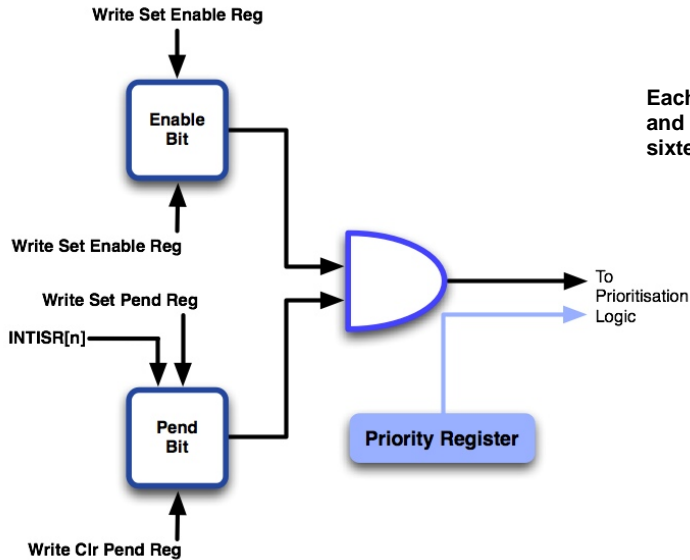 Write Set Enable Reg
Enable
Bit
Write Set Enable Reg
Write Set Pend Reg
INTISR[n]
Pend
Bit
Write Clr Pend Reg
Priority Register
To
Prioritisation
Logic
Each
and